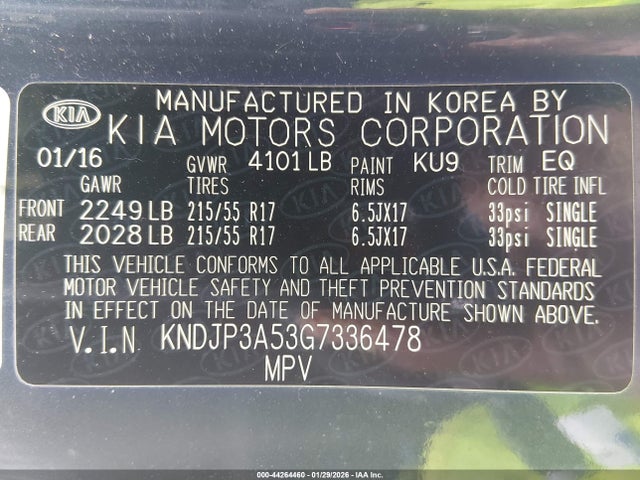 KIA MANUFACTURED IN KOREA BY
KIA MOTORS CORPORATION
01/16 GVWR 4101 LB PAINT KU9 TRIM EQ
GAWR TIRES RIMS COLD TIRE INFL
FRONT 2249 LB 215/55 R17 6.5JX17 33psi SINGLE
REAR 2028 LB 215/55 R17 6.5JX17 33psi SINGLE
THIS VEHICLE CONFORMS TO ALL APPLICABLE U.S.A. FEDERAL
MOTOR VEHICLE SAFETY AND THEFT PREVENTION STANDARDS
IN EFFECT ON THE DATE OF MANUFACTURE SHOWN ABOVE.
V.I.N KNDJP3A53G7336478
MPV
000-44264460 - 01/29/2026 - IAA Inc.